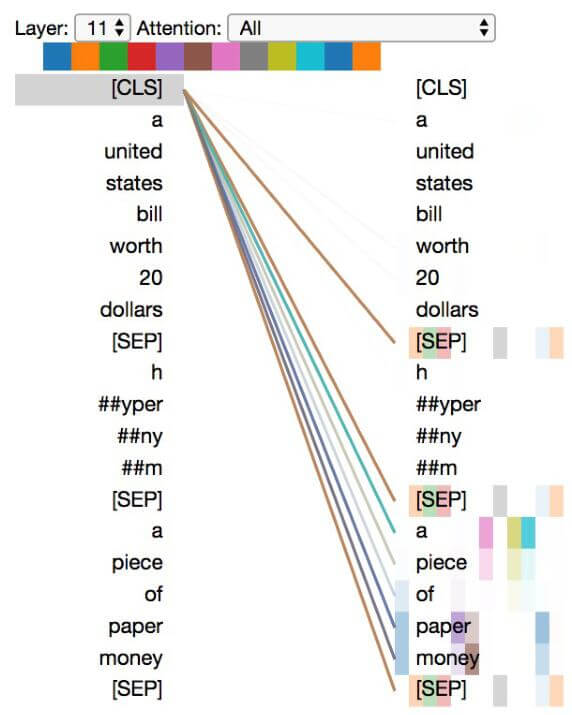 Layer: 11 Attention: All
[CLS] [CLS]
a a
united united
states states
bill bill
worth worth
20 20
dollars dollars
[SEP] [SEP]
h h
##yper ##yper
##ny ##ny
##m ##m
[SEP] [SEP]
a a
piece piece
of of
paper paper
money money
[SEP] [SEP]